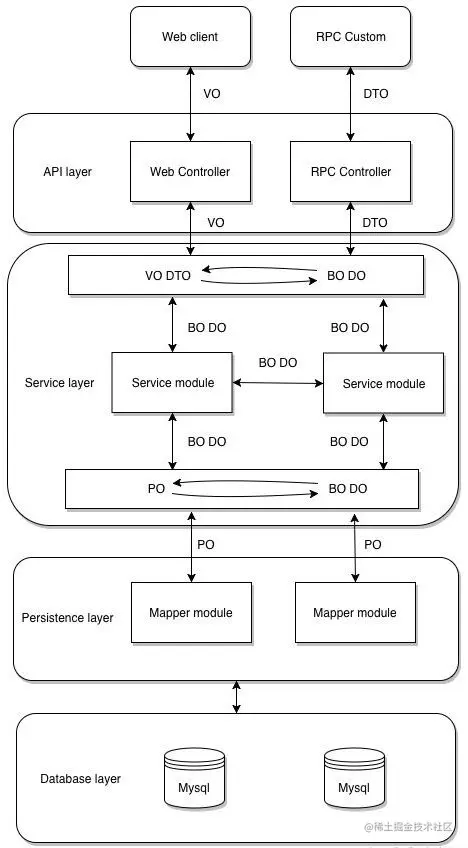 Web client
RPC Custom
VO
DTO
API layer
Web Controller
RPC Controller
VO
DTO
VO DTO
BO DO
BO DO
BO DO
Service layer
Service module
BO DO
Service module
BO DO
BO DO
PO
BO DO
PO
PO
Persistence layer
Mapper module
Mapper module
Database layer
Mysql
Mysql
@稀土掘金技术社区